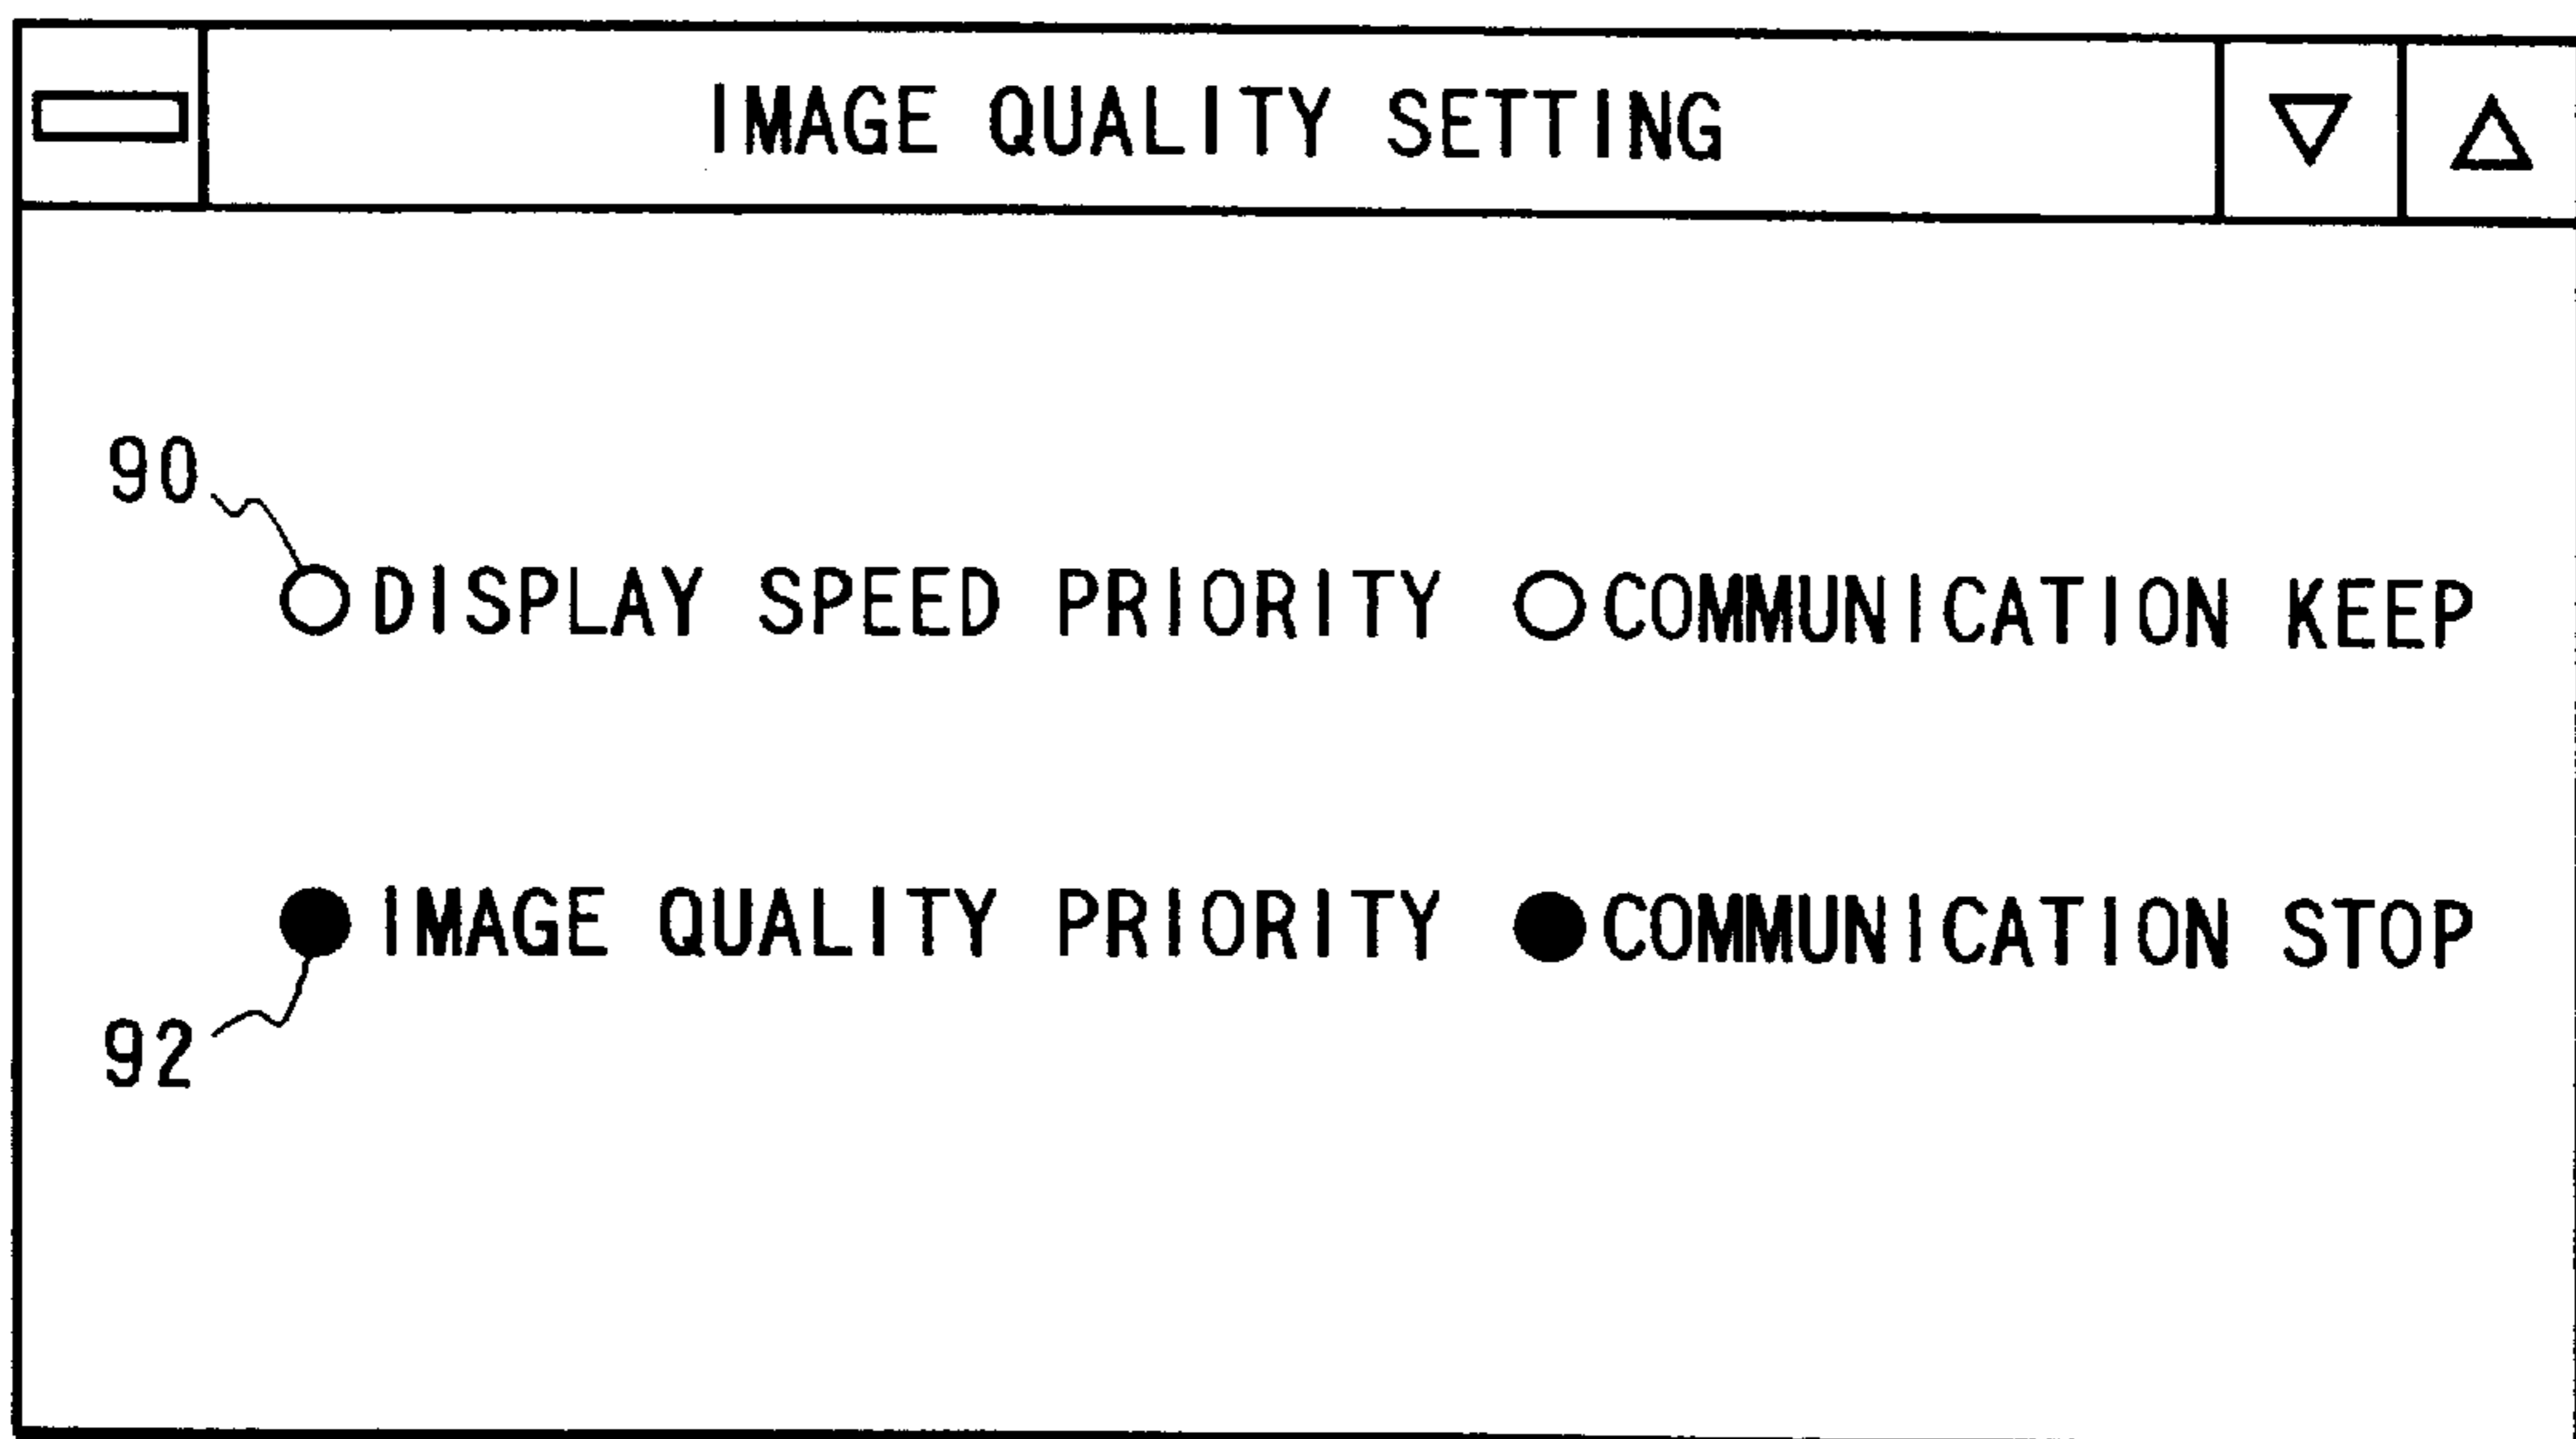 IMAGE QUALITY SETTING
90
DISPLAY SPEED PRIORITY COMMUNICATION KEEP
IMAGE QUALITY PRIORITY COMMUNICATION STOP
92